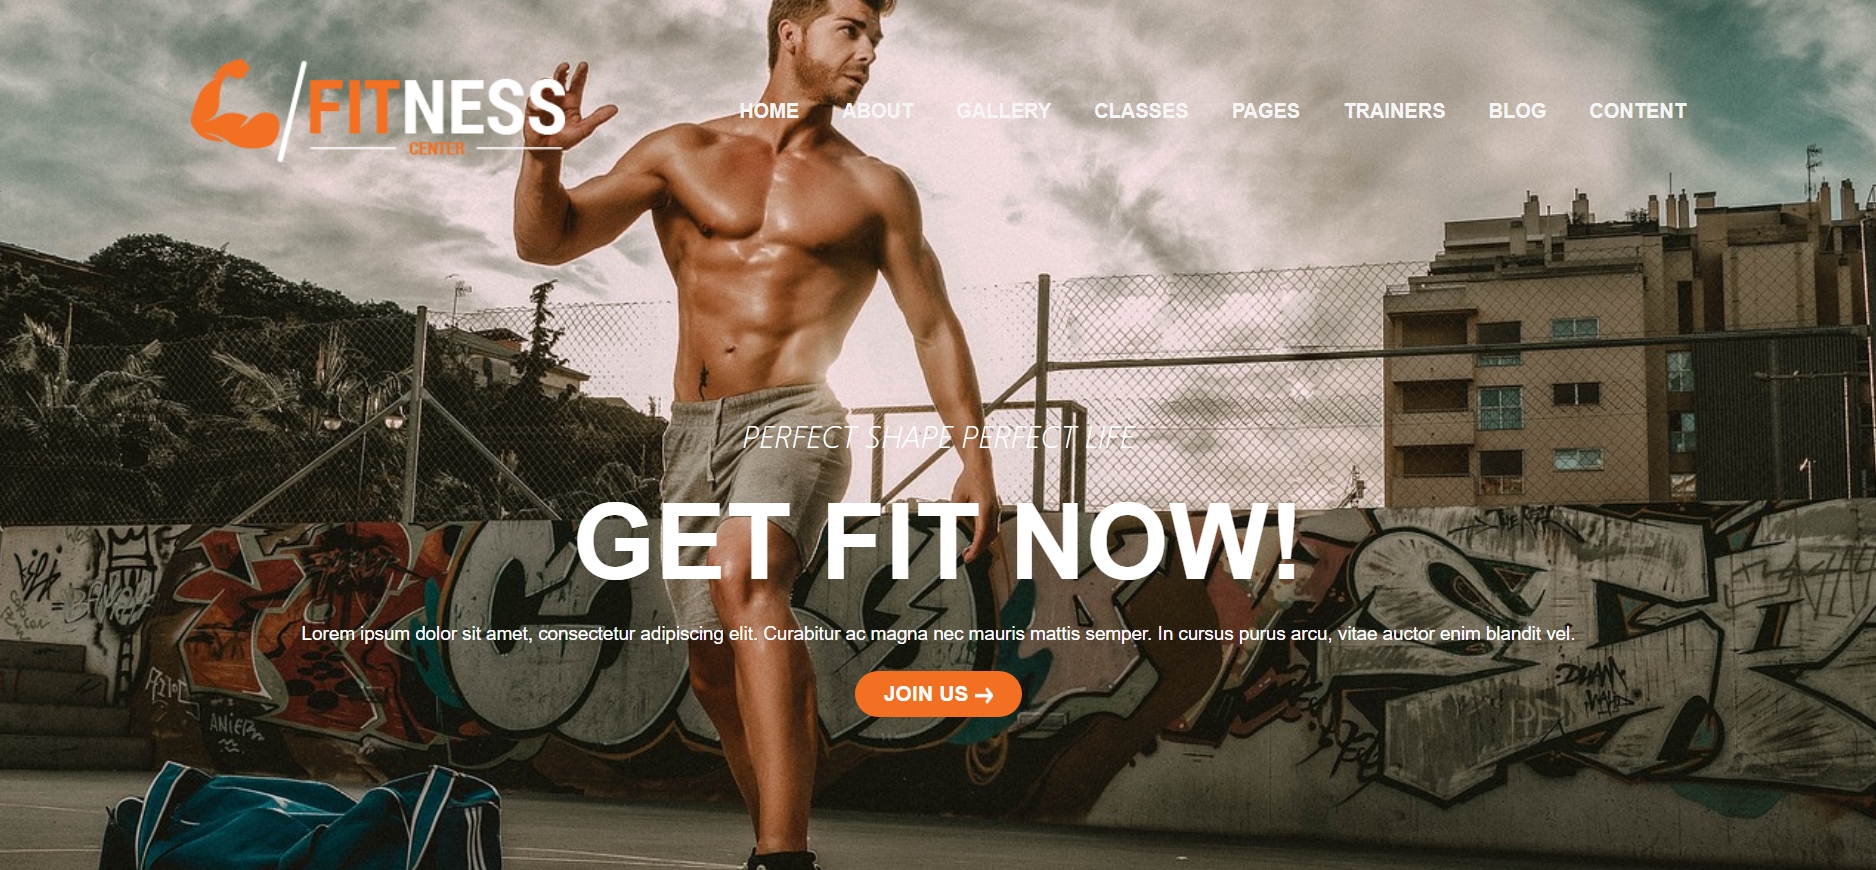 FITNESS
CENTER
HOME ABOUT GALLERY CLASSES PAGES TRAINERS BLOG CONTENT
PERFECT SHAPE PERFECT LIFE
GET FIT NOW!
Lorem ipsum dolor sit amet, consectetur adipiscing elit. Curabitur ac magna nec mauris mattis semper. In cursus purus arcu, vitae auctor enim blandit vel.
JOIN US →